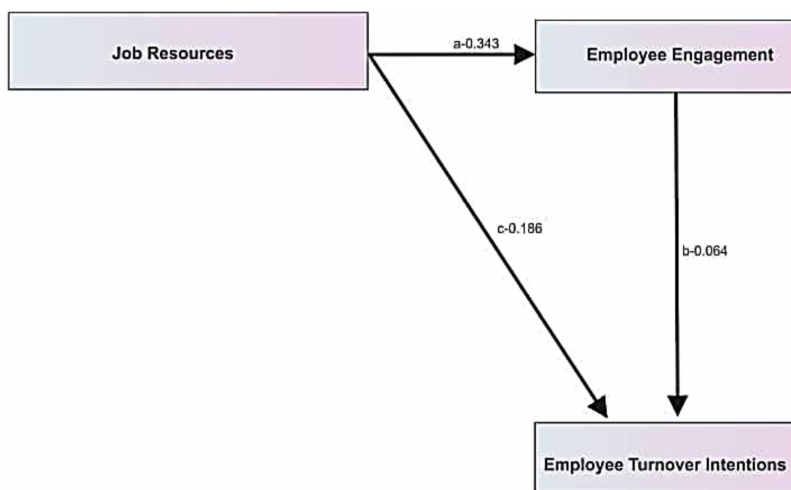 Job Resources
a-0.343
Employee Engagement
c-0.186
b-0.064
Employee Turnover Intentions